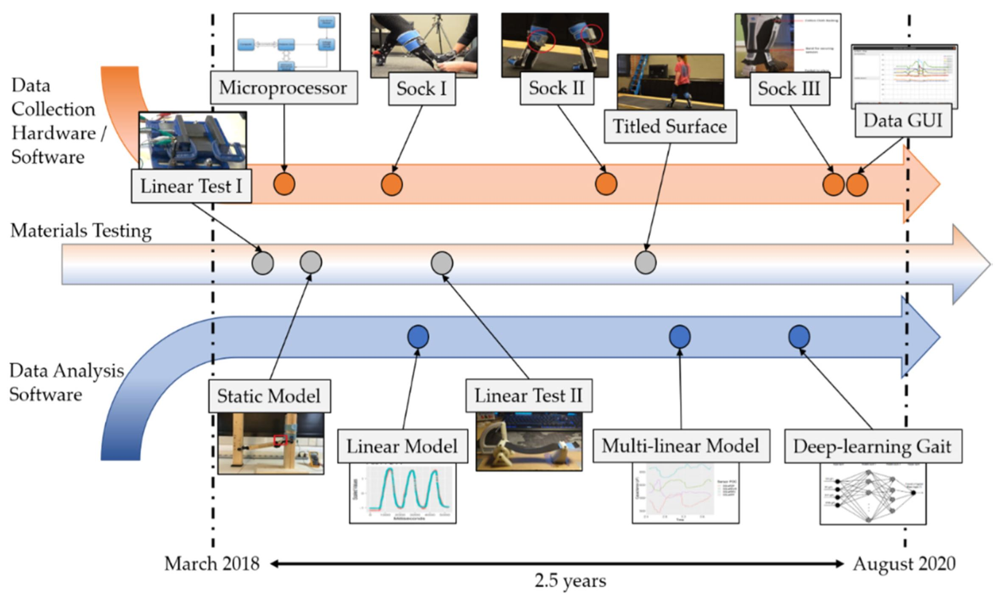 Data
Collection
Hardware /
Software
Microprocessor
Sock I
Sock II
Titled Surface
Sock III
Data GUI
Linear Test I
Materials Testing
Data Analysis
Software
Static Model
Linear Model
Milliseconds
Linear Test II
Multi-linear Model
Time
Deep-learning Gait
March 2018
August 2020
2.5 years